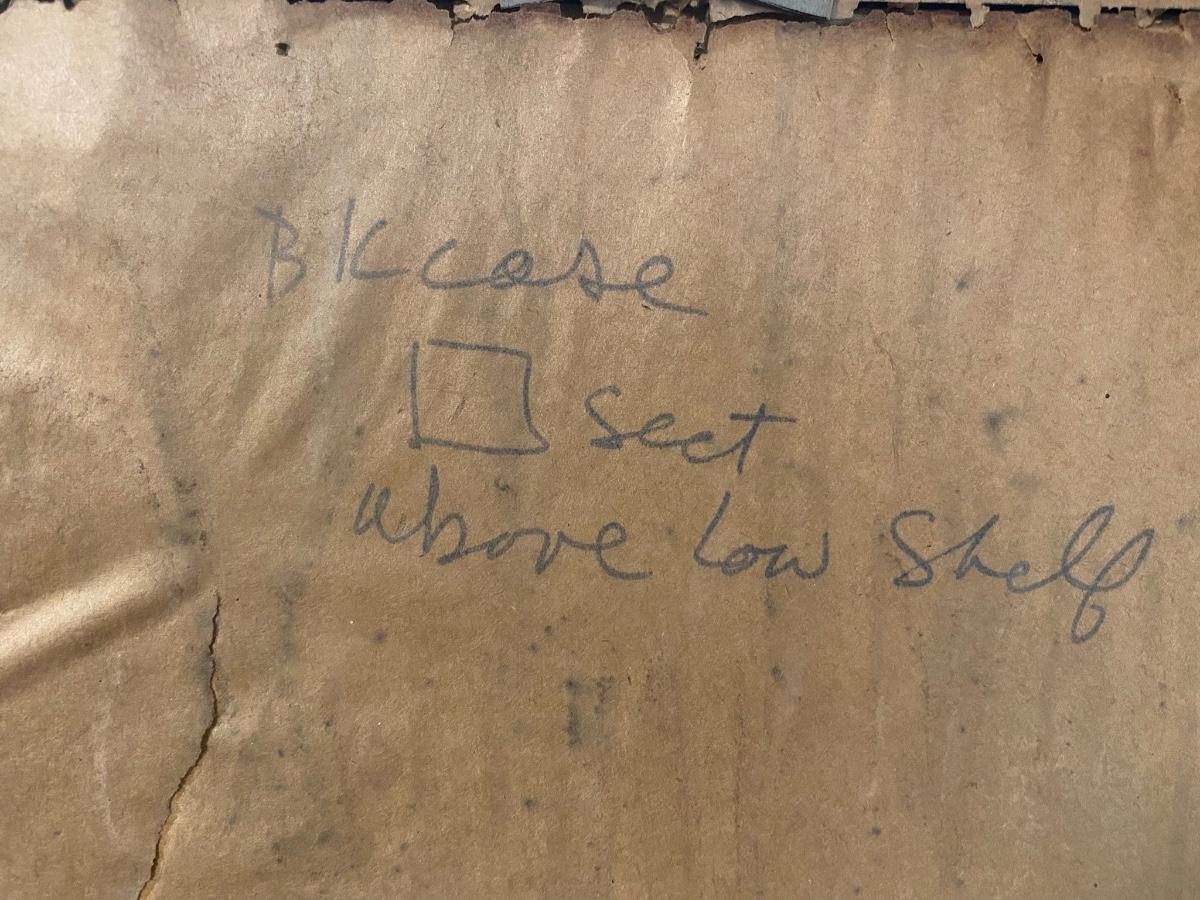 BKcase
□ sect
above Low Shelf